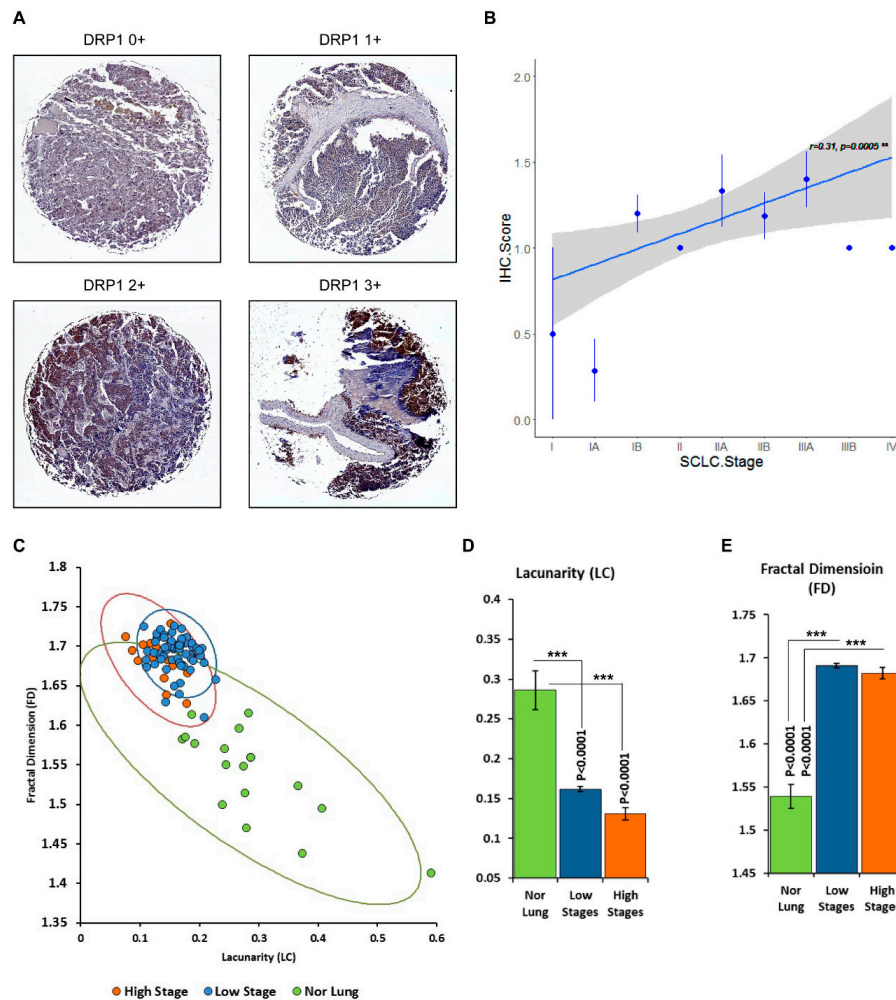 A
DRP1 0+
DRP1 1+
DRP1 2+
DRP1 3+
B
2.0
1.5
1.0
0.5
0.0
IHC.Score
r=0.31, p=0.0005 **
I
IA
IB
II
IIA
IIB
IIIA
IIIB
IV
SCLC.Stage
C
1.8
1.75
1.7
1.65
1.6
1.55
1.5
1.45
1.4
1.35
Fractal Dimension (FD)
0
0.1
0.2
0.3
0.4
0.5
0.6
Lacunarity (LC)
High Stage
Low Stage
Nor Lung
D
Lacunarity (LC)
0.4
0.35
0.3
0.25
0.2
0.15
0.1
0.05
***
***
P<0.0001
P<0.0001
Nor
Lung
Low
Stages
High
Stages
E
Fractal Dimensioin
(FD)
1.75
1.7
1.65
1.6
1.55
1.5
1.45
***
***
P<0.0001
P<0.0001
Nor
Lung
Low
Stages
High
Stages